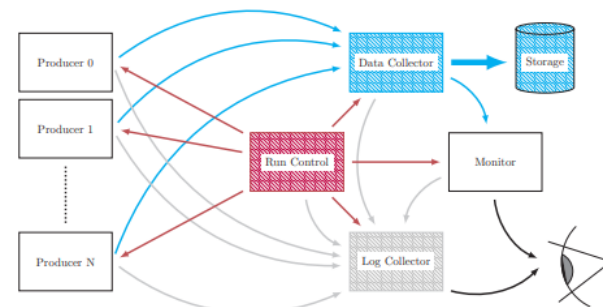 Producer 0
Data Collector
Storage
Producer 1
Run Control
Monitor
Producer N
Log Collector